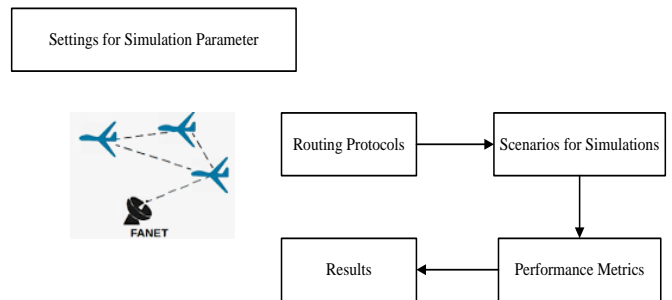 Settings for Simulation Parameter
Routing Protocols
Scenarios for Simulations
FANET
Results
Performance Metrics